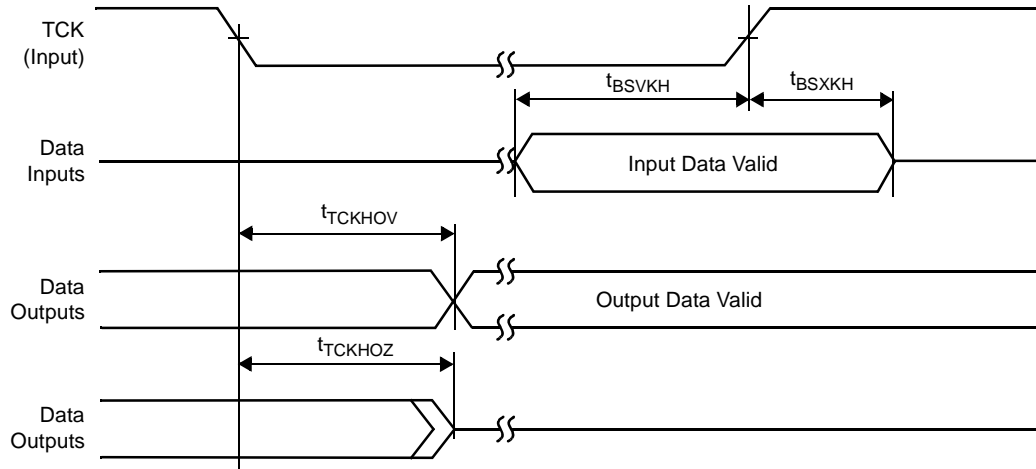 TCK
(Input)
tBSVKH
tBSXKH
Data
Inputs
Input Data Valid
tTCKHOV
Data
Outputs
Output Data Valid
tTCKHOZ
Data
Outputs